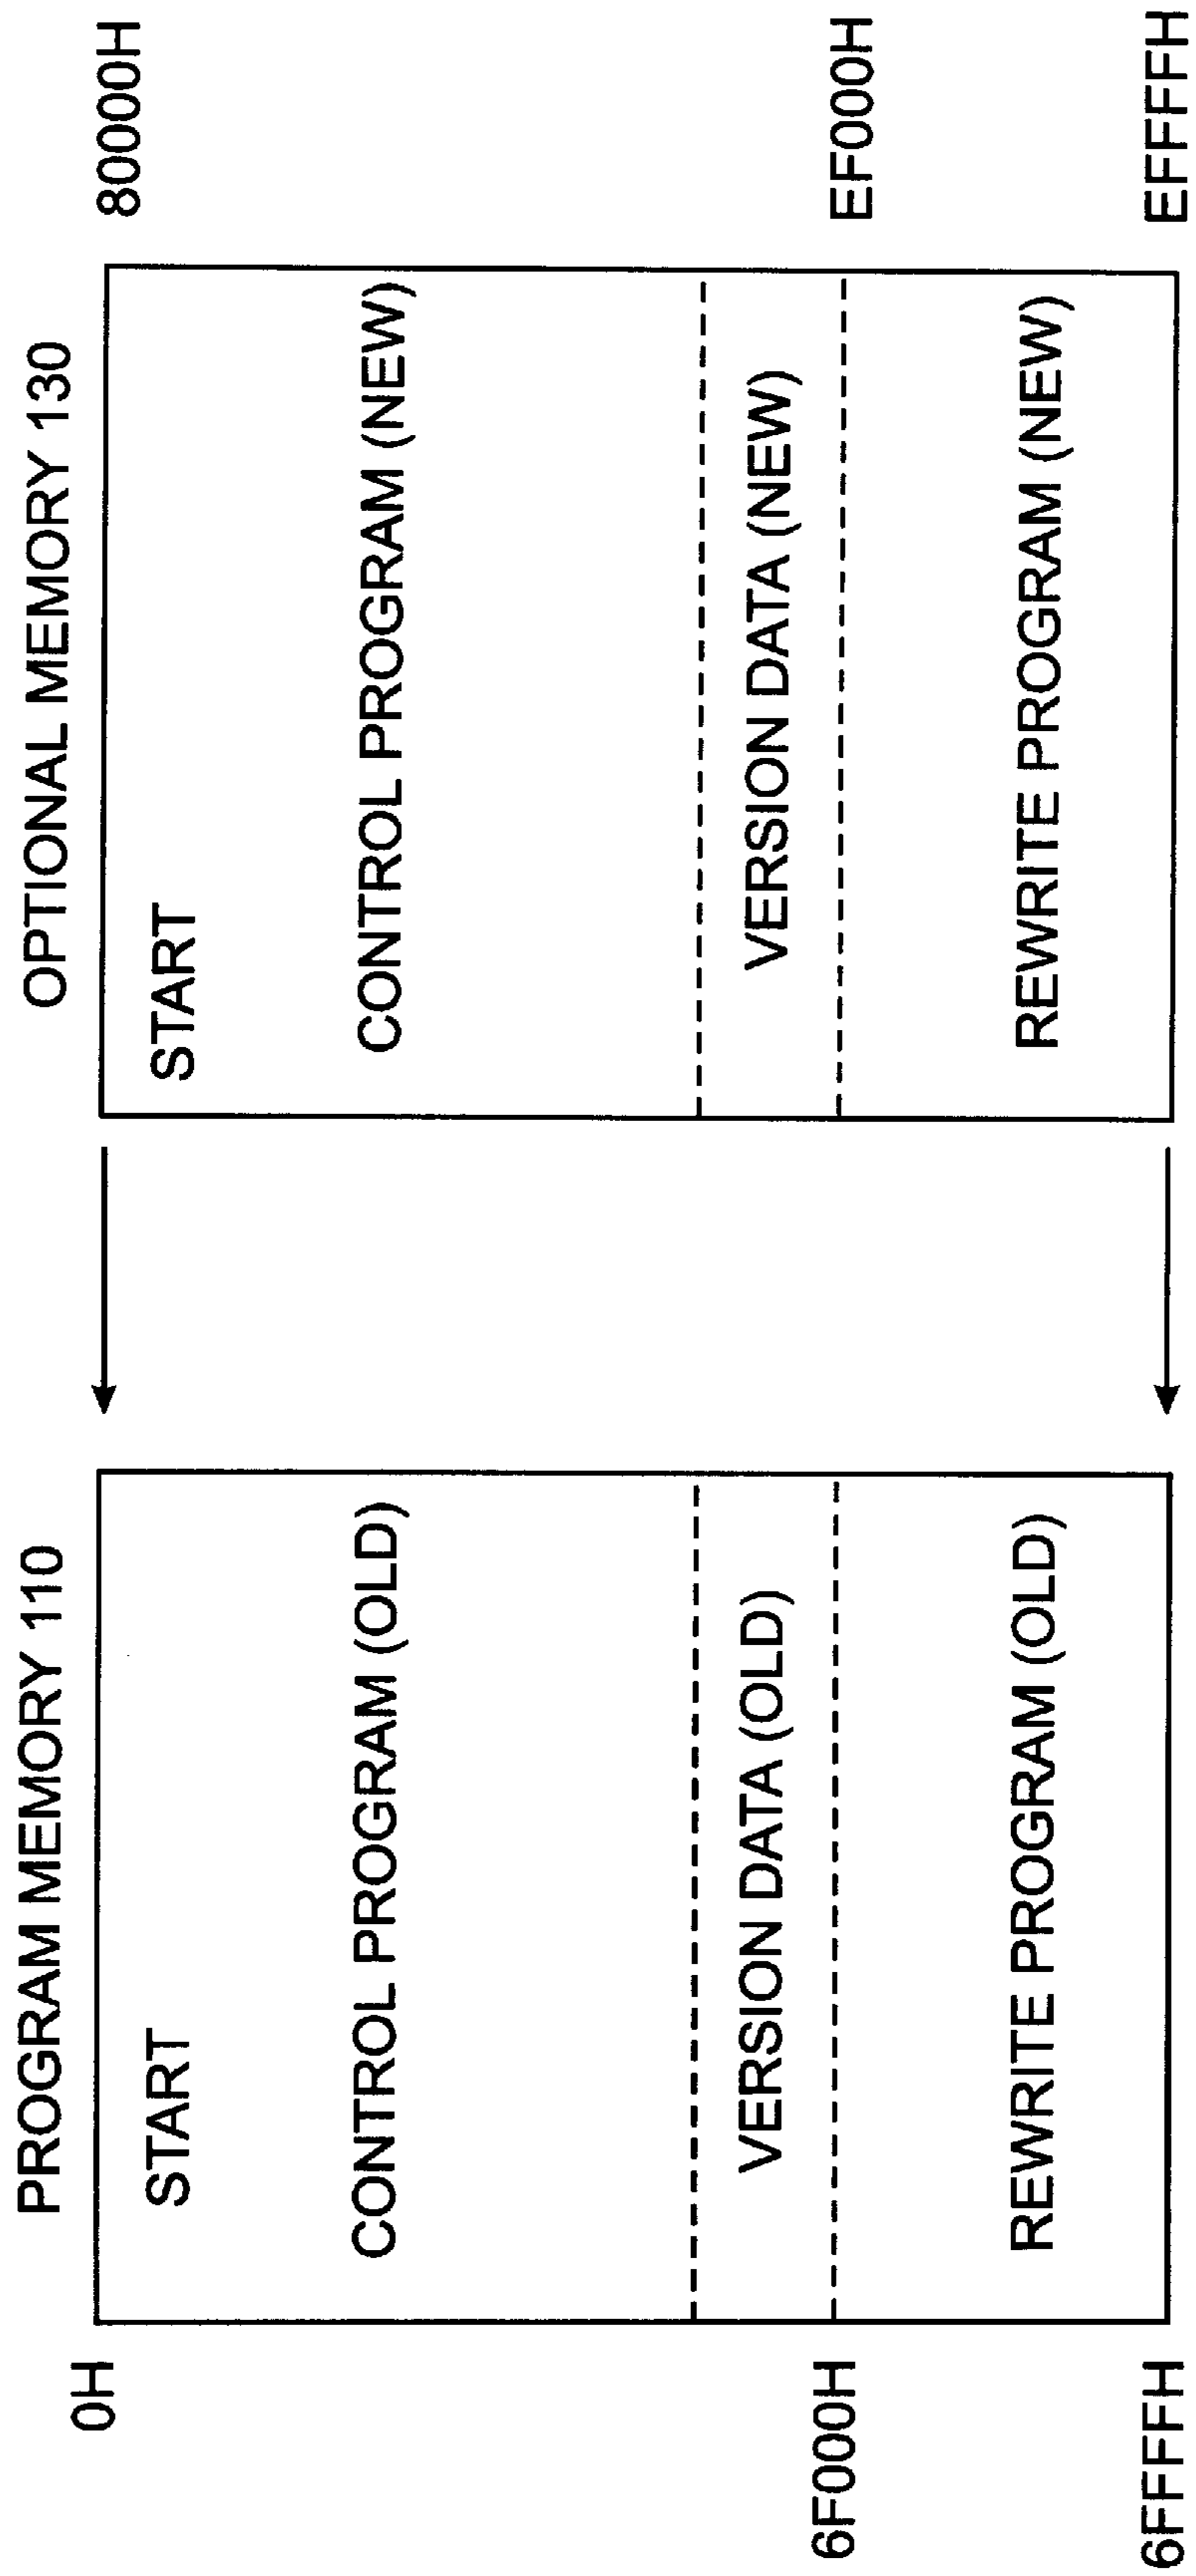 PROGRAM MEMORY 110
0H
START
CONTROL PROGRAM (OLD)
VERSION DATA (OLD)
6F000H
REWRITE PROGRAM (OLD)
6FFFFH
OPTIONAL MEMORY 130
80000H
START
CONTROL PROGRAM (NEW)
VERSION DATA (NEW)
EF000H
REWRITE PROGRAM (NEW)
EFFFFH